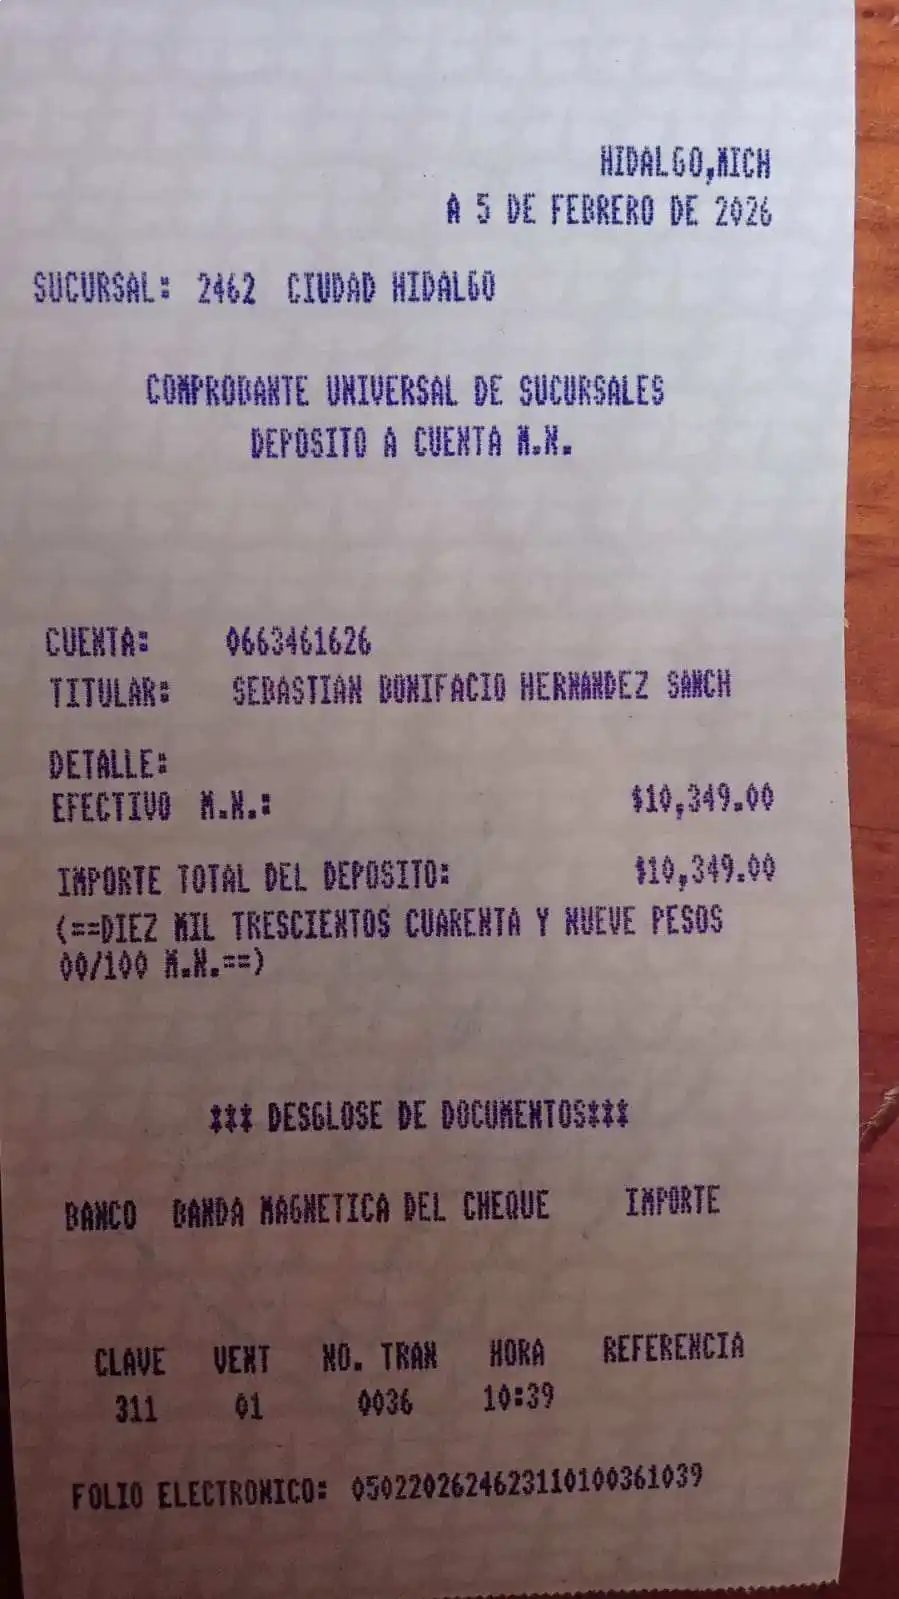 HIDALGO,MICH
A 5 DE FEBRERO DE 2026
SUCURSAL: 2462 CIUDAD HIDALGO
COMPROBANTE UNIVERSAL DE SUCURSALES
DEPOSITO A CUENTA M.N.
CUENTA: 0663461626
TITULAR: SEBASTIAN BONIFACIO HERNANDEZ SANCH
DETALLE:
EFECTIVO M.N.: $10,349.00
IMPORTE TOTAL DEL DEPOSITO: $10,349.00
(==DIEZ MIL TRESCIENTOS CUARENTA Y NUEVE PESOS
00/100 M.N.==)
*** DESGLOSE DE DOCUMENTOS***
BANCO BANDA MAGNETICA DEL CHEQUE IMPORTE
CLAVE VENT NO. TRAN HORA REFERENCIA
311 01 0036 10:39
FOLIO ELECTRONICO: 0502202624623110100361039